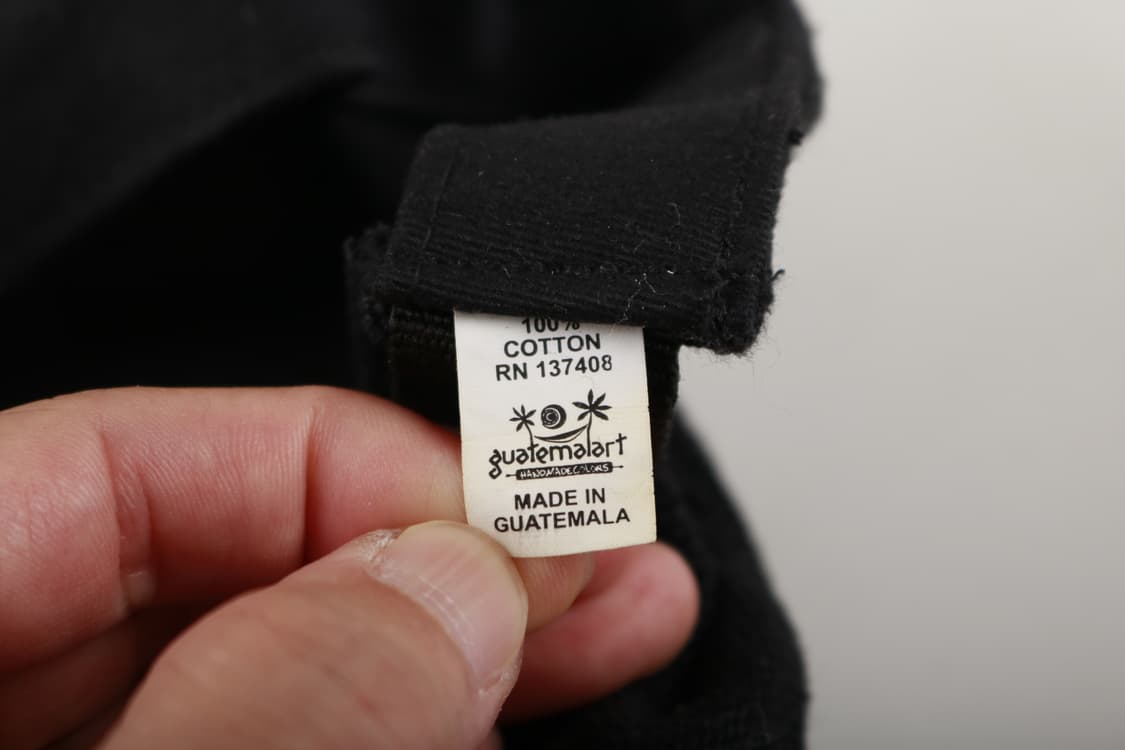 100%
COTTON
RN 137408
guatemalart
HANDMADECOLORS
MADE IN
GUATEMALA